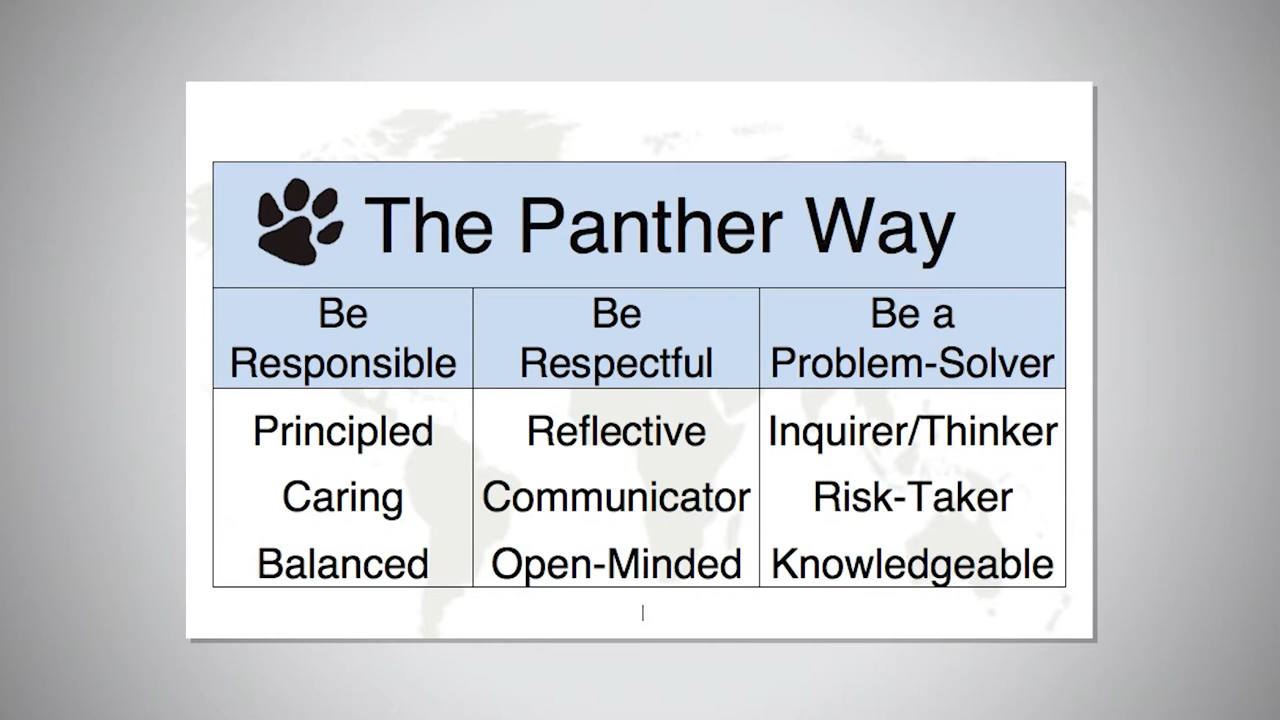 The Panther Way
Be
Responsible
Be
Respectful
Be a
Problem-Solver
Principled
Reflective
Inquirer/Thinker
Caring
Communicator
Risk-Taker
Balanced
Open-Minded
Knowledgeable